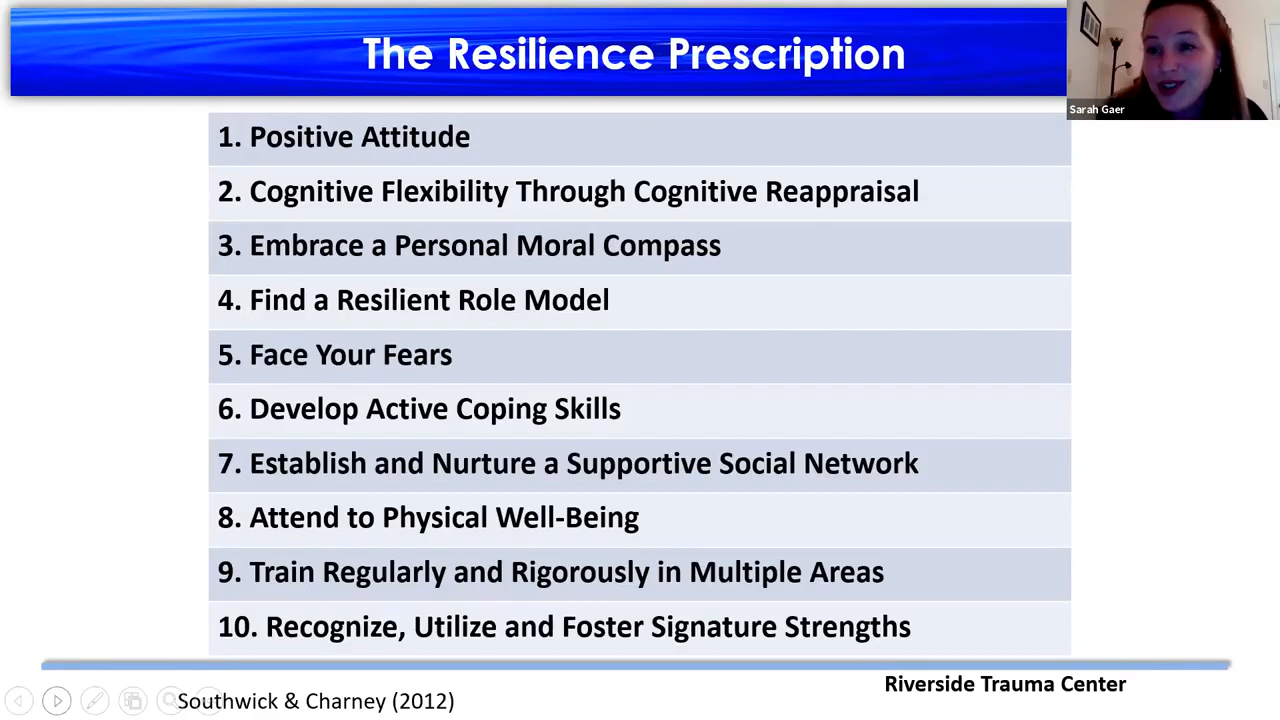 The Resilience Prescription
Sarah Gaer
1. Positive Attitude
2. Cognitive Flexibility Through Cognitive Reappraisal
3. Embrace a Personal Moral Compass
4. Find a Resilient Role Model
5. Face Your Fears
6. Develop Active Coping Skills
7. Establish and Nurture a Supportive Social Network
8. Attend to Physical Well-Being
9. Train Regularly and Rigorously in Multiple Areas
10. Recognize, Utilize and Foster Signature Strengths
Riverside Trauma Center
Southwick & Charney (2012)